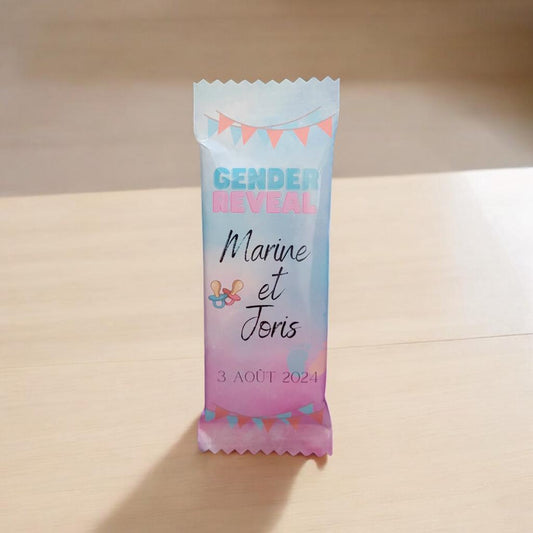 GENDER
REVEAL
Marine
et
Joris
3 AOÛT 2024